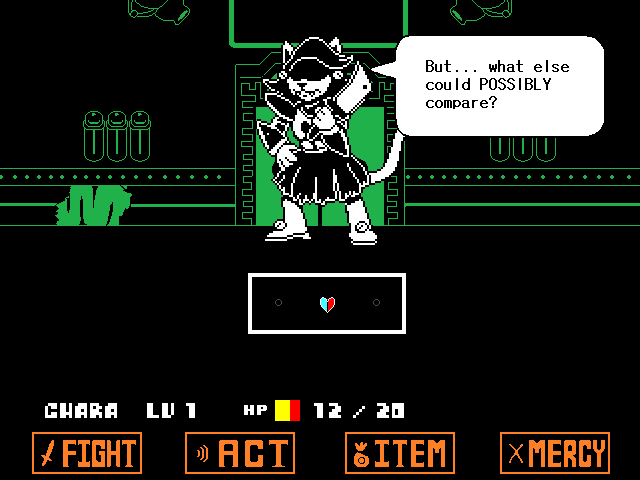 But... what else
could POSSIBLY
compare?
CHARA LV 1 HP 12 / 20
FIGHT ACT ITEM MERCY